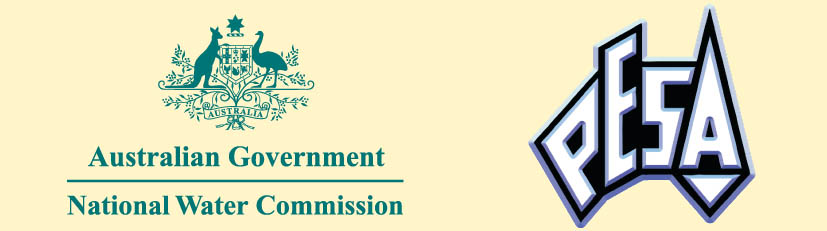 AUSTRALIA
Australian Government
National Water Commission
PESA